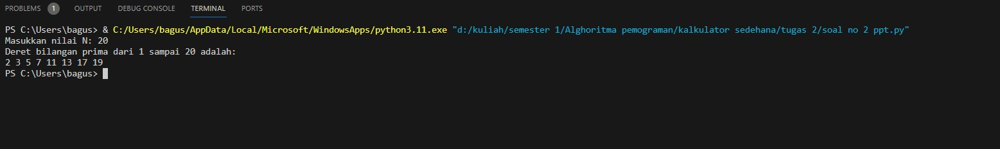 PROBLEMS 1 OUTPUT DEBUG CONSOLE TERMINAL PORTS
PS C:\Users\bagus> & C:/Users/bagus/AppData/Local/Microsoft/WindowsApps/python3.11.exe "d:/kuliah/semester 1/Alghoritma pemograman/kalkulator sedehana/tugas 2/soal no 2 ppt.py"
Masukkan nilai N: 20
Deret bilangan prima dari 1 sampai 20 adalah:
2 3 5 7 11 13 17 19
PS C:\Users\bagus>